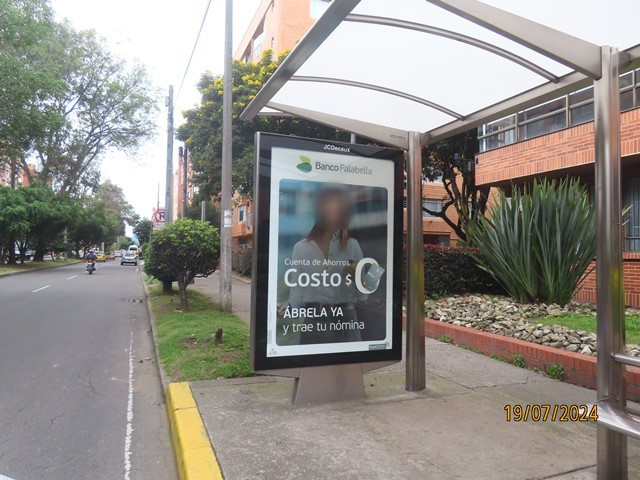 JCDecaux
Banco Falabella
Cuenta de Ahorros
Costo $0
ÁBRELA YA
y trae tu nómina
19/07/2024